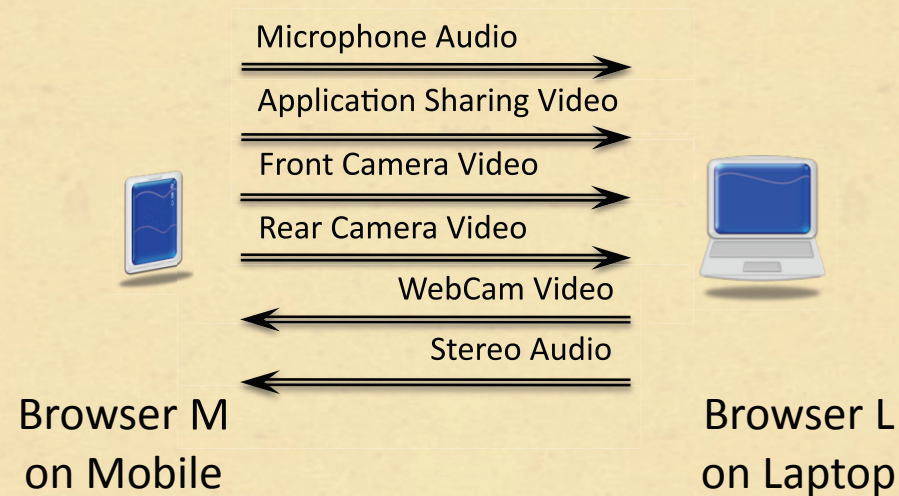 Microphone Audio
Application Sharing Video
Front Camera Video
Rear Camera Video
WebCam Video
Stereo Audio
Browser M
on Mobile
Browser L
on Laptop